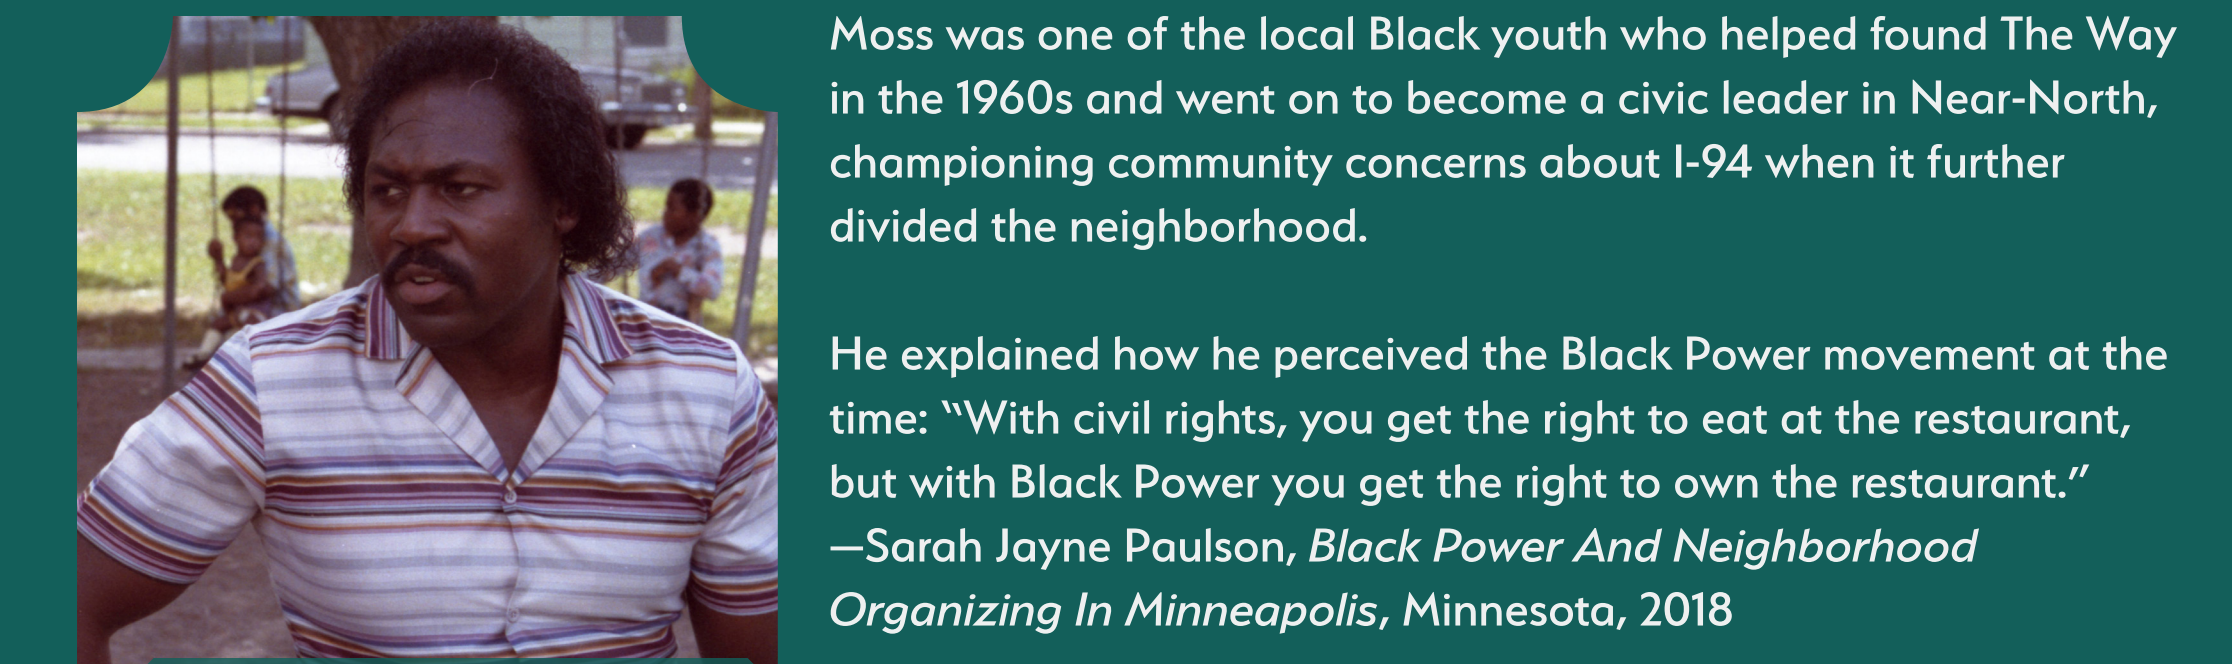 Moss was one of the local Black youth who helped found The Way
in the 1960s and went on to become a civic leader in Near-North,
championing community concerns about I-94 when it further
divided the neighborhood.
He explained how he perceived the Black Power movement at the
time: “With civil rights, you get the right to eat at the restaurant,
but with Black Power you get the right to own the restaurant.”
—Sarah Jayne Paulson, Black Power And Neighborhood
Organizing In Minneapolis, Minnesota, 2018